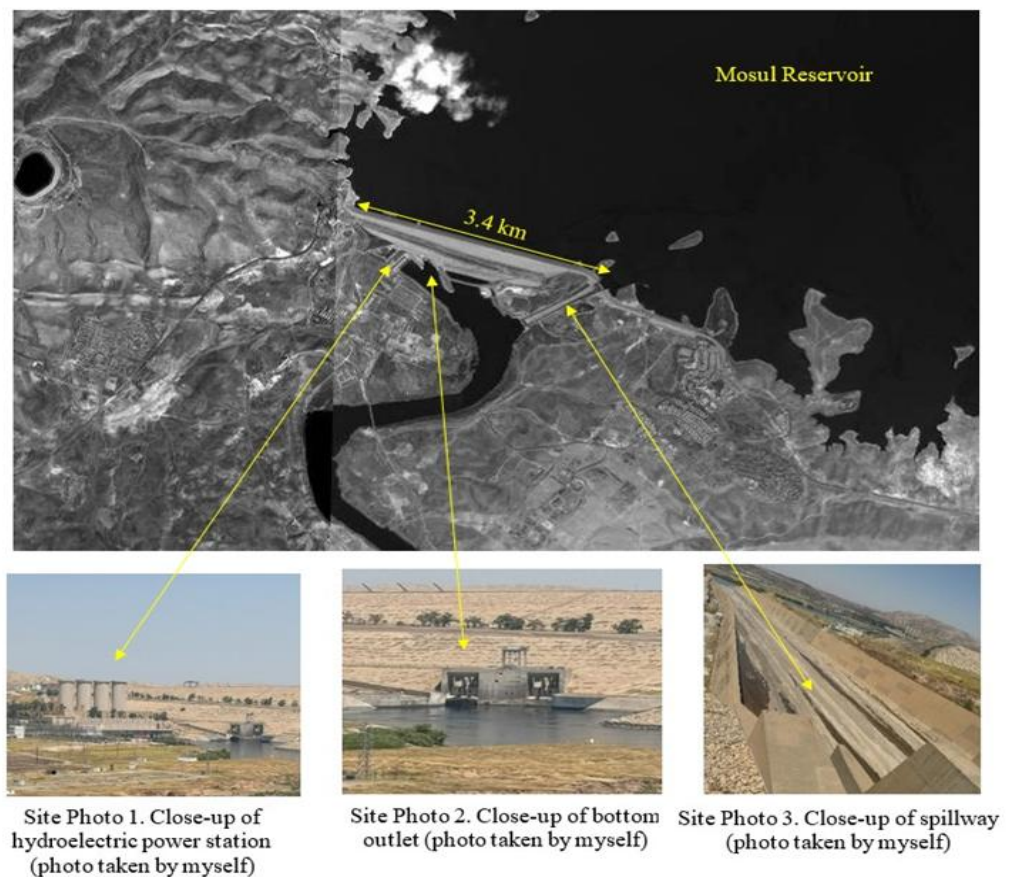 Mosul Reservoir
3.4 km
Site Photo 1. Close-up of
hydroelectric power station
(photo taken by myself)
Site Photo 2. Close-up of bottom
outlet (photo taken by myself)
Site Photo 3. Close-up of spillway
(photo taken by myself)